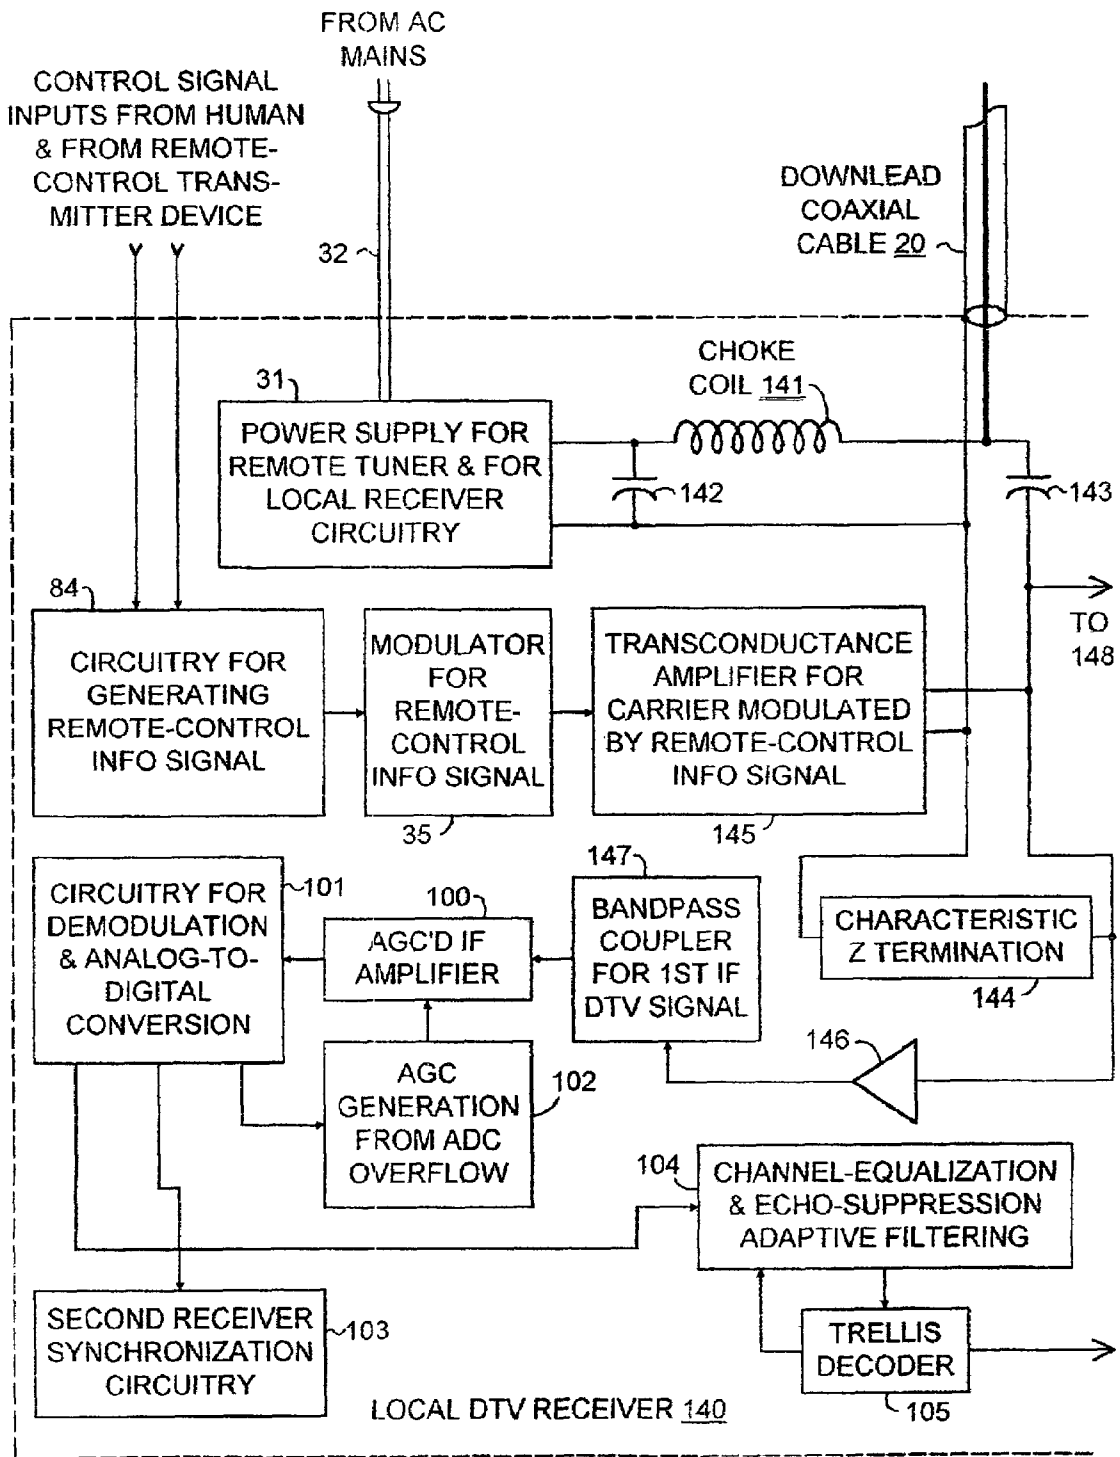 FROM AC
MAINS
CONTROL SIGNAL
INPUTS FROM HUMAN
& FROM REMOTE-
CONTROL TRANS-
MITTER DEVICE
32
DOWNLEAD
COAXIAL
CABLE 20
31
POWER SUPPLY FOR
REMOTE TUNER & FOR
LOCAL RECEIVER
CIRCUITRY
CHOKE
COIL 141
142
143
TO
148
84
CIRCUITRY FOR
GENERATING
REMOTE-CONTROL
INFO SIGNAL
MODULATOR
FOR
REMOTE-
CONTROL
INFO SIGNAL
35
TRANSCONDUCTANCE
AMPLIFIER FOR
CARRIER MODULATED
BY REMOTE-CONTROL
INFO SIGNAL
145
CIRCUITRY FOR
DEMODULATION
& ANALOG-TO-
DIGITAL
CONVERSION
101
100
AGC'D IF
AMPLIFIER
147
BANDPASS
COUPLER
FOR 1ST IF
DTV SIGNAL
CHARACTERISTIC
Z TERMINATION
144
146
AGC
GENERATION
FROM ADC
OVERFLOW
102
104
CHANNEL-EQUALIZATION
& ECHO-SUPPRESSION
ADAPTIVE FILTERING
SECOND RECEIVER
SYNCHRONIZATION
CIRCUITRY
103
TRELLIS
DECODER
105
LOCAL DTV RECEIVER 140